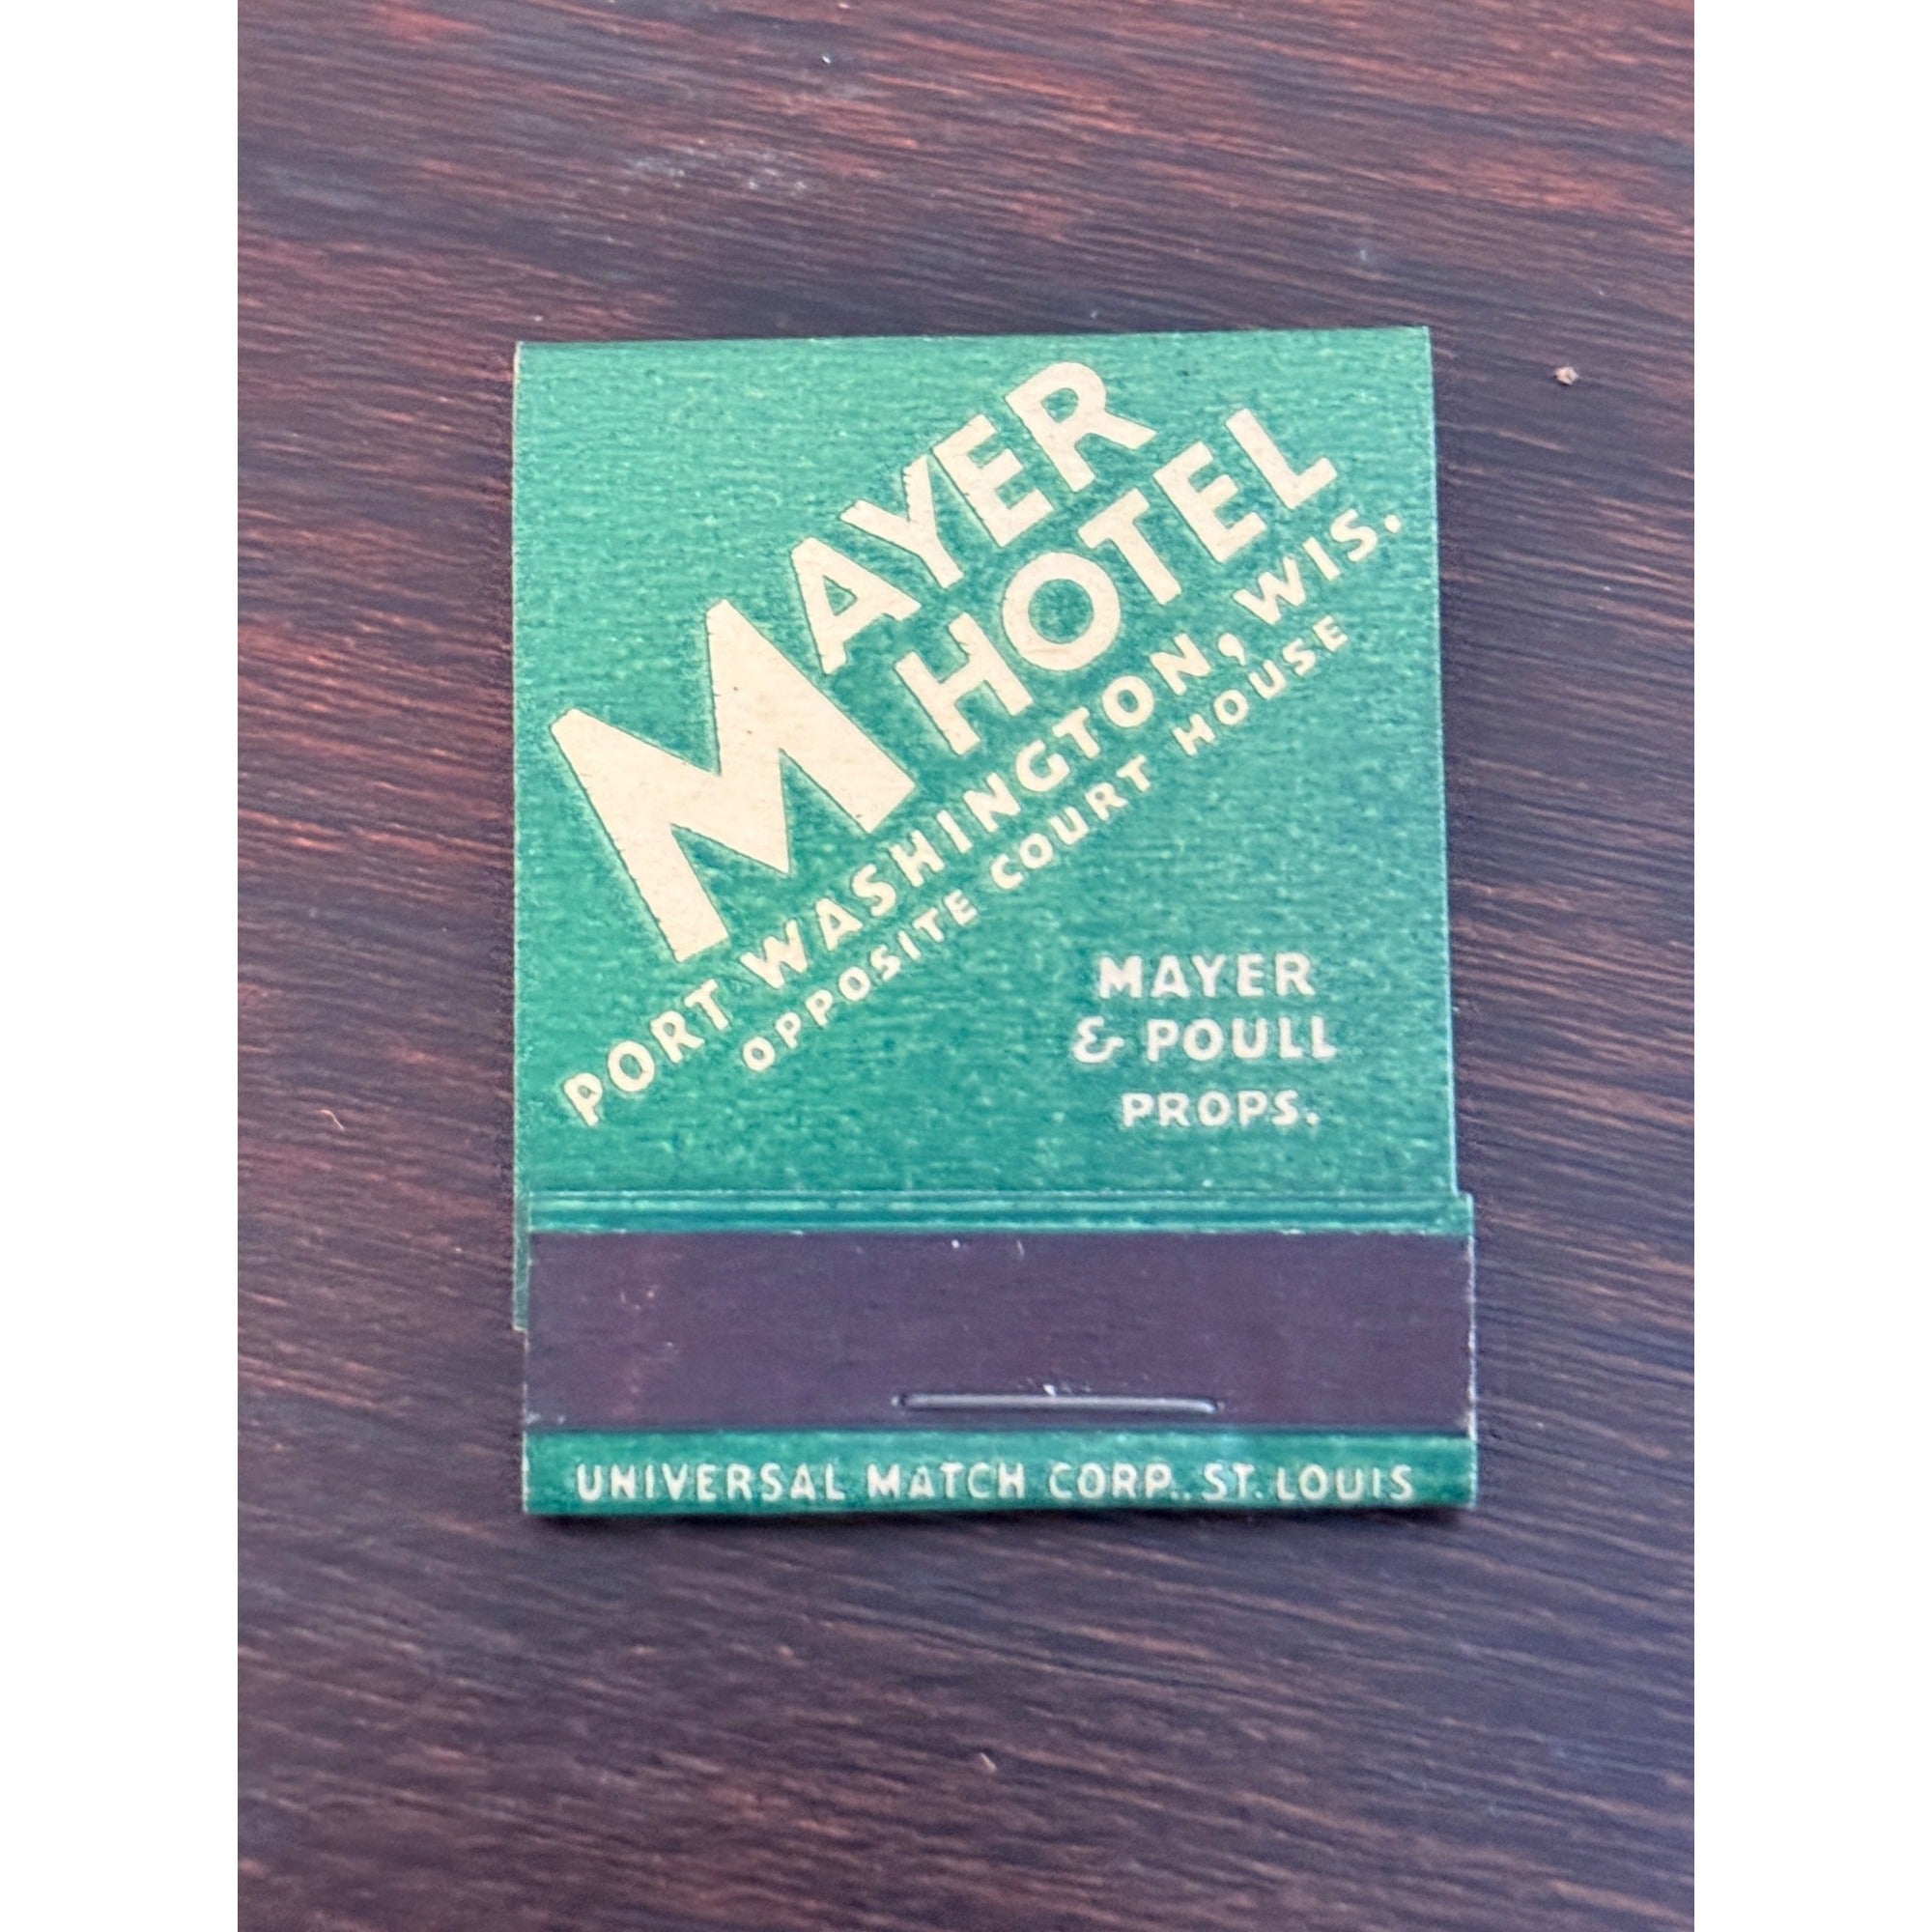 MAYER
HOTEL
PORT WASHINGTON, WIS.
OPPOSITE COURT HOUSE
MAYER
& POULL
PROPS.
UNIVERSAL MATCH CORP., ST. LOUIS